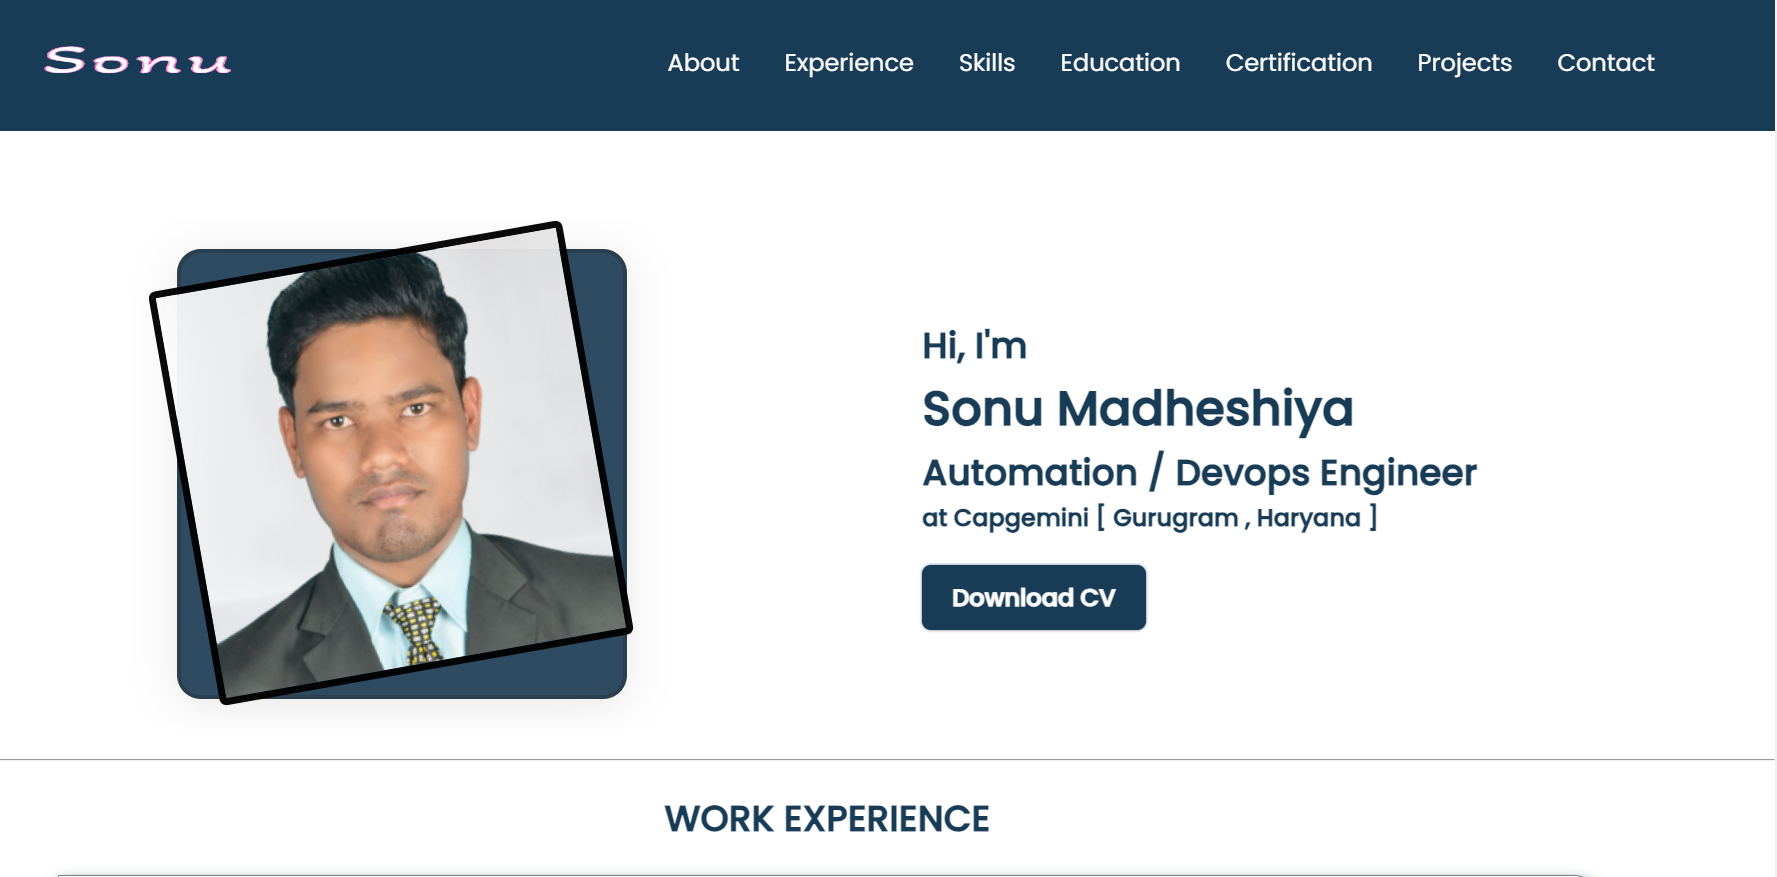 Sonu
About Experience Skills Education Certification Projects Contact
Hi, I'm
Sonu Madheshiya
Automation / Devops Engineer
at Capgemini [ Gurugram , Haryana ]
Download CV
WORK EXPERIENCE